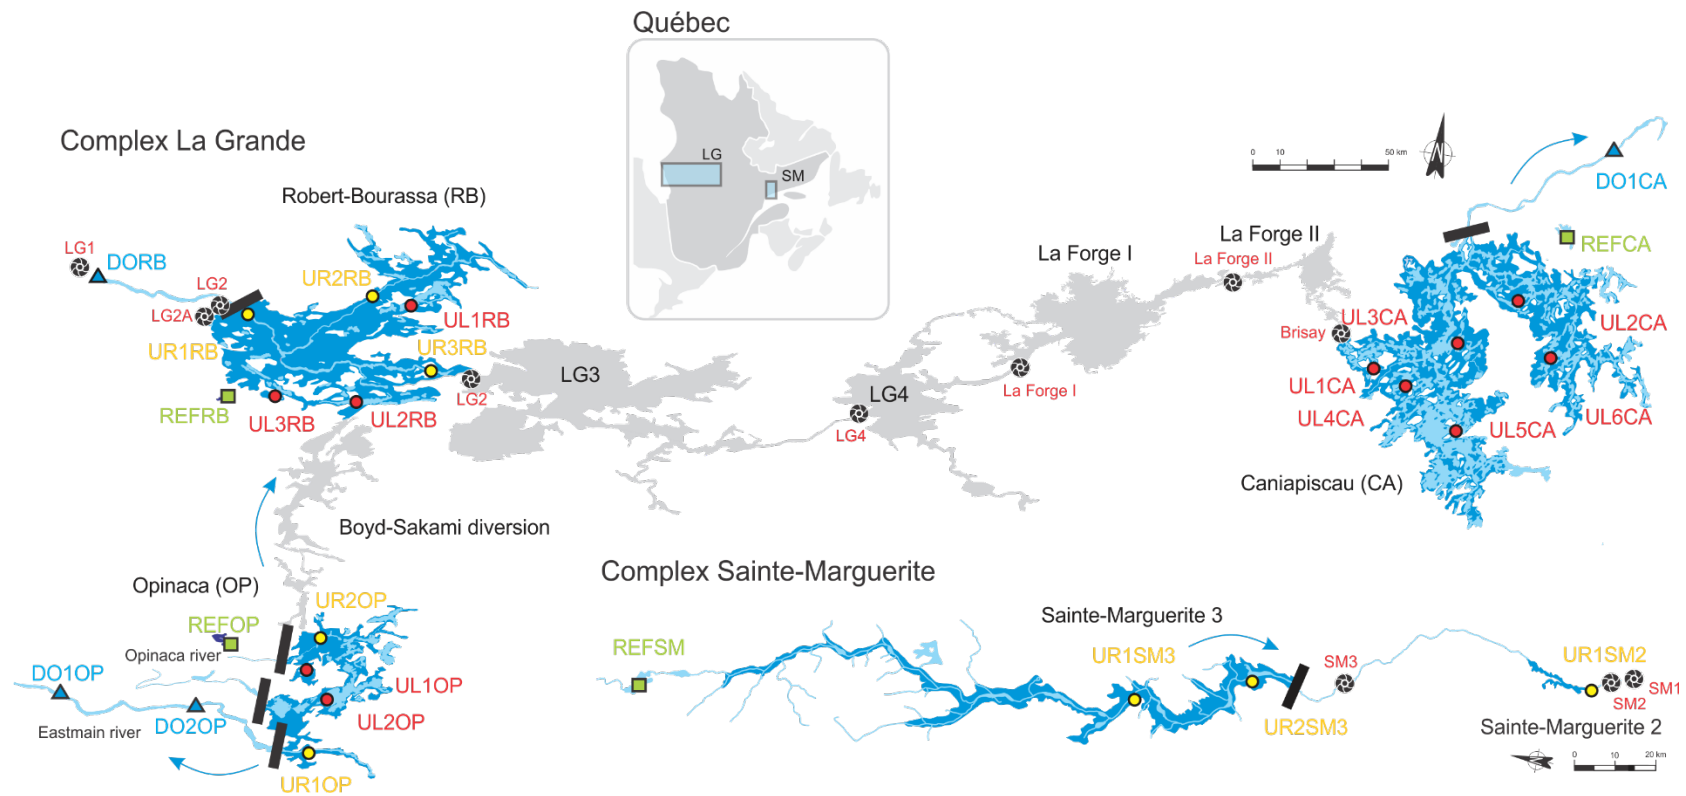 Québec
LG
SM
Complex La Grande
Robert-Bourassa (RB)
LG1
DORB
LG2
LG2A
UR2RB
UL1RB
UR1RB
UR3RB
REFRB
UL3RB
UL2RB
LG2
LG3
LG4
LG4
La Forge I
La Forge I
La Forge II
La Forge II
0 10 50 km
DO1CA
REFCA
Brisay
UL3CA
UL2CA
UL1CA
UL4CA
UL5CA
UL6CA
Caniapiscau (CA)
Boyd-Sakami diversion
Opinaca (OP)
UR2OP
REFOP
Opinaca river
DO1OP
DO2OP
Eastmain river
UL1OP
UL2OP
UR1OP
Complex Sainte-Marguerite
REFSM
Sainte-Marguerite 3
UR1SM3
UR2SM3
SM3
UR1SM2
SM1
SM2
Sainte-Marguerite 2
0 10 20 km